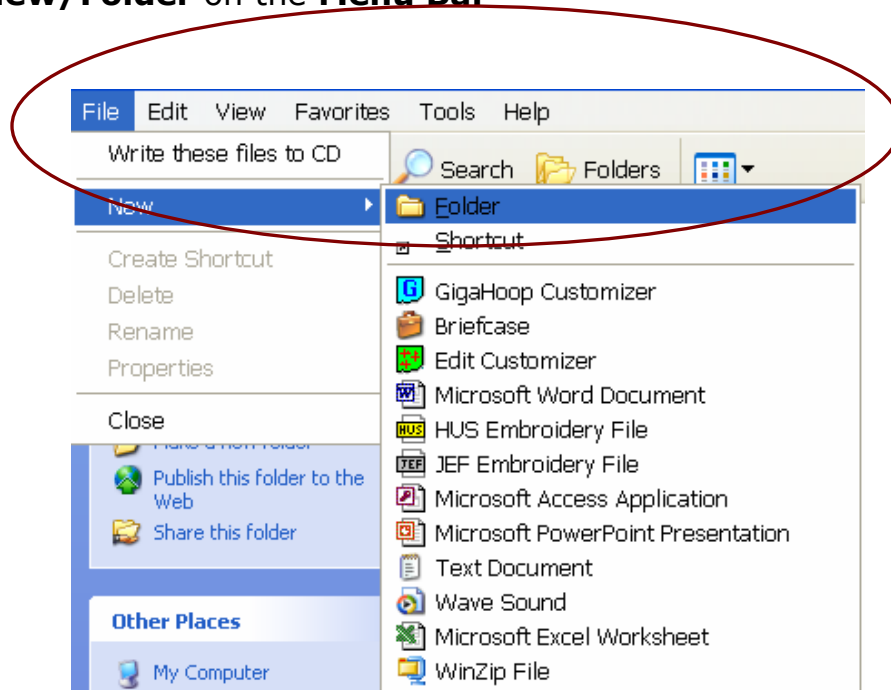 New/Folder on the Menu Bar
File Edit View Favorites Tools Help
Write these files to CD
Search Folders
New
Folder
Shortcut
Create Shortcut
Delete
Rename
Properties
Close
GigaHoop Customizer
Briefcase
Edit Customizer
Microsoft Word Document
HUS Embroidery File
JEF Embroidery File
Microsoft Access Application
Microsoft PowerPoint Presentation
Text Document
Wave Sound
Microsoft Excel Worksheet
WinZip File
Make a new folder
Publish this folder to the
Web
Share this folder
Other Places
My Computer